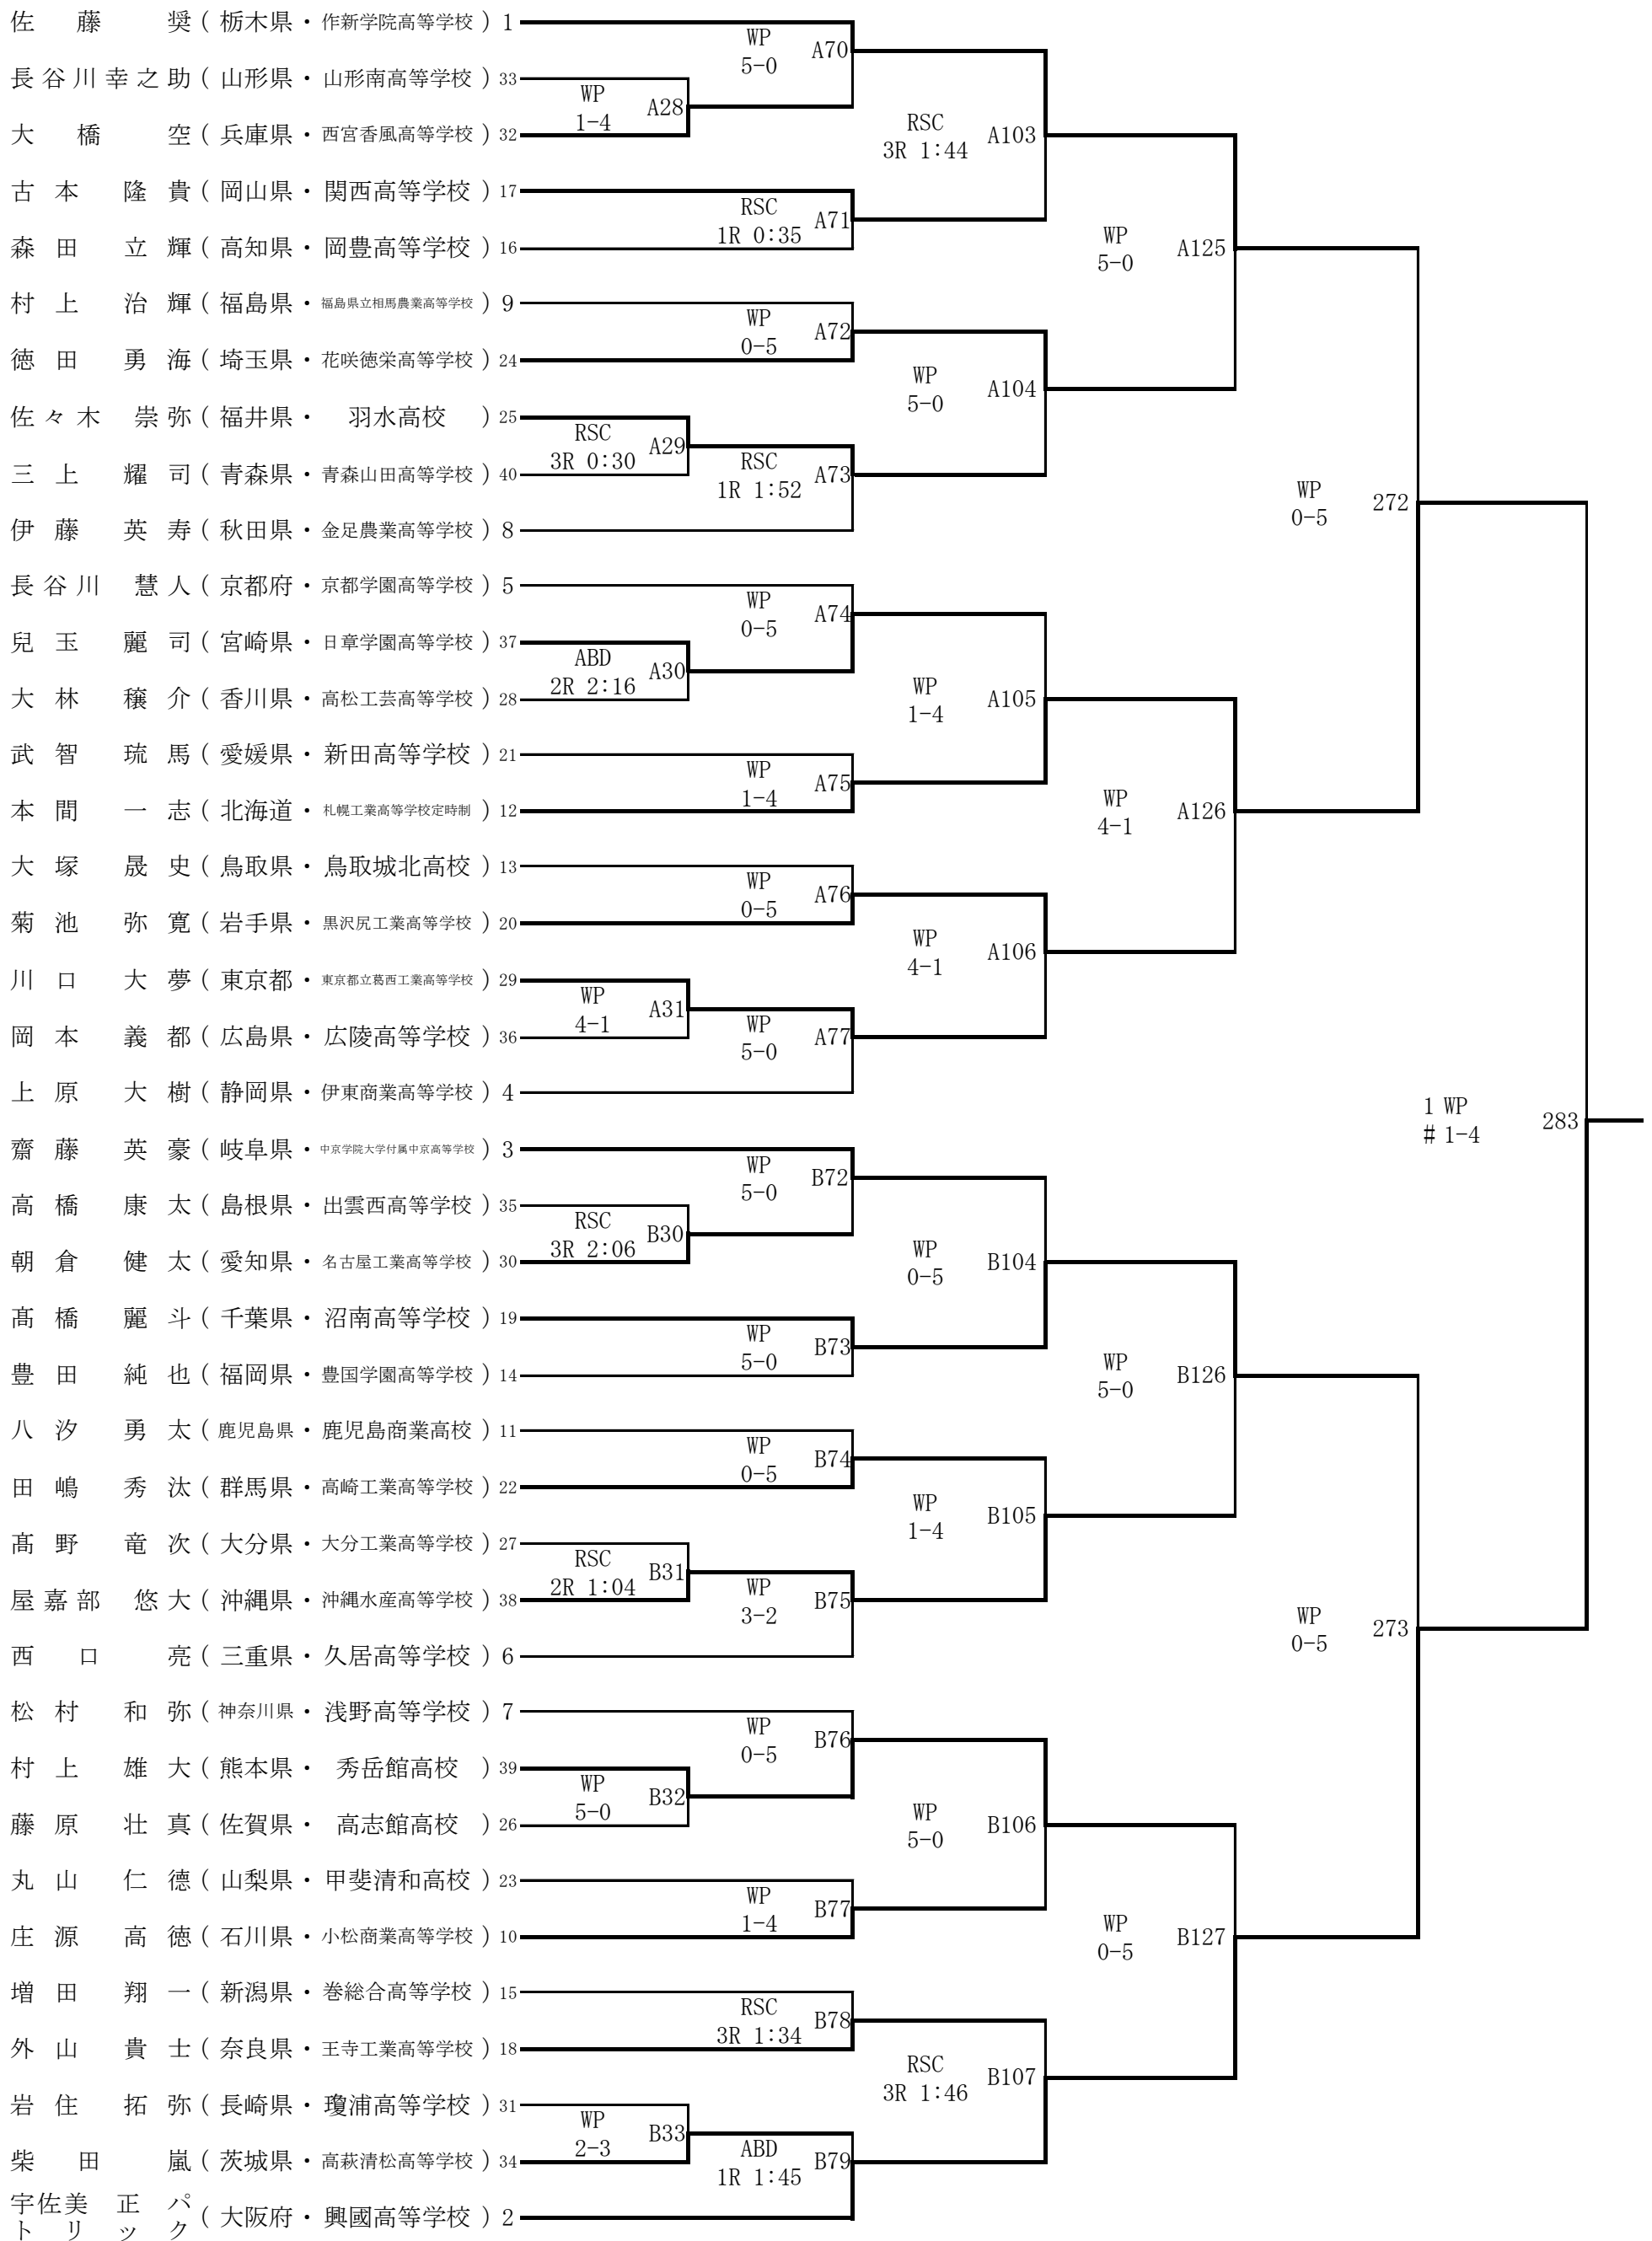 佐藤 奨(栃木県・作新学院高等学校)1
WP
5-0
A70
長谷川幸之助(山形県・山形南高等学校)33
WP
1-4
A28
大橋 空(兵庫県・西宮香風高等学校)32
RSC
3R 1:44
A103
古本 隆貴(岡山県・関西高等学校)17
RSC
1R 0:35
A71
森田 立輝(高知県・岡豊高等学校)16
WP
5-0
A125
村上 治輝(福島県・福島県立相馬農業高等学校)9
WP
0-5
A72
徳田 勇海(埼玉県・花咲徳栄高等学校)24
WP
5-0
A104
佐々木 崇弥(福井県・羽水高校)25
RSC
3R 0:30
A29
三上 耀司(青森県・青森山田高等学校)40
RSC
1R 1:52
A73
WP
0-5
272
伊藤 英寿(秋田県・金足農業高等学校)8
長谷川 慧人(京都府・京都学園高等学校)5
WP
0-5
A74
兒玉 麗司(宮崎県・日章学園高等学校)37
ABD
2R 2:16
A30
大林 穣介(香川県・高松工芸高等学校)28
WP
1-4
A105
武智 琉馬(愛媛県・新田高等学校)21
WP
1-4
A75
本間 一志(北海道・札幌工業高等学校定時制)12
WP
4-1
A126
大塚 晟史(鳥取県・鳥取城北高校)13
WP
0-5
A76
菊池 弥寛(岩手県・黒沢尻工業高等学校)20
WP
4-1
A106
川口 大夢(東京都・東京都立葛西工業高等学校)29
WP
4-1
A31
岡本 義都(広島県・広陵高等学校)36
WP
5-0
A77
上原 大樹(静岡県・伊東商業高等学校)4
1 WP
# 1-4
283
齋藤 英豪(岐阜県・中京学院大学付属中京高等学校)3
WP
5-0
B72
高橋 康太(島根県・出雲西高等学校)35
RSC
3R 2:06
B30
朝倉 健太(愛知県・名古屋工業高等学校)30
WP
0-5
B104
髙橋 麗斗(千葉県・沼南高等学校)19
WP
5-0
B73
豊田 純也(福岡県・豊国学園高等学校)14
WP
5-0
B126
八汐 勇太(鹿児島県・鹿児島商業高校)11
WP
0-5
B74
田嶋 秀汰(群馬県・高崎工業高等学校)22
WP
1-4
B105
髙野 竜次(大分県・大分工業高等学校)27
RSC
2R 1:04
B31
屋嘉部 悠大(沖縄県・沖縄水産高等学校)38
WP
3-2
B75
WP
0-5
273
西口 亮(三重県・久居高等学校)6
松村 和弥(神奈川県・浅野高等学校)7
WP
0-5
B76
村上 雄大(熊本県・秀岳館高校)39
WP
5-0
B32
藤原 壮真(佐賀県・高志館高校)26
WP
5-0
B106
丸山 仁德(山梨県・甲斐清和高校)23
WP
1-4
B77
庄源 高徳(石川県・小松商業高等学校)10
WP
0-5
B127
増田 翔一(新潟県・巻総合高等学校)15
RSC
3R 1:34
B78
外山 貴士(奈良県・王寺工業高等学校)18
RSC
3R 1:46
B107
岩住 拓弥(長崎県・瓊浦高等学校)31
WP
2-3
B33
柴田 嵐(茨城県・高萩清松高等学校)34
ABD
1R 1:45
B79
宇佐美 正 パ
トリック(大阪府・興國高等学校)2